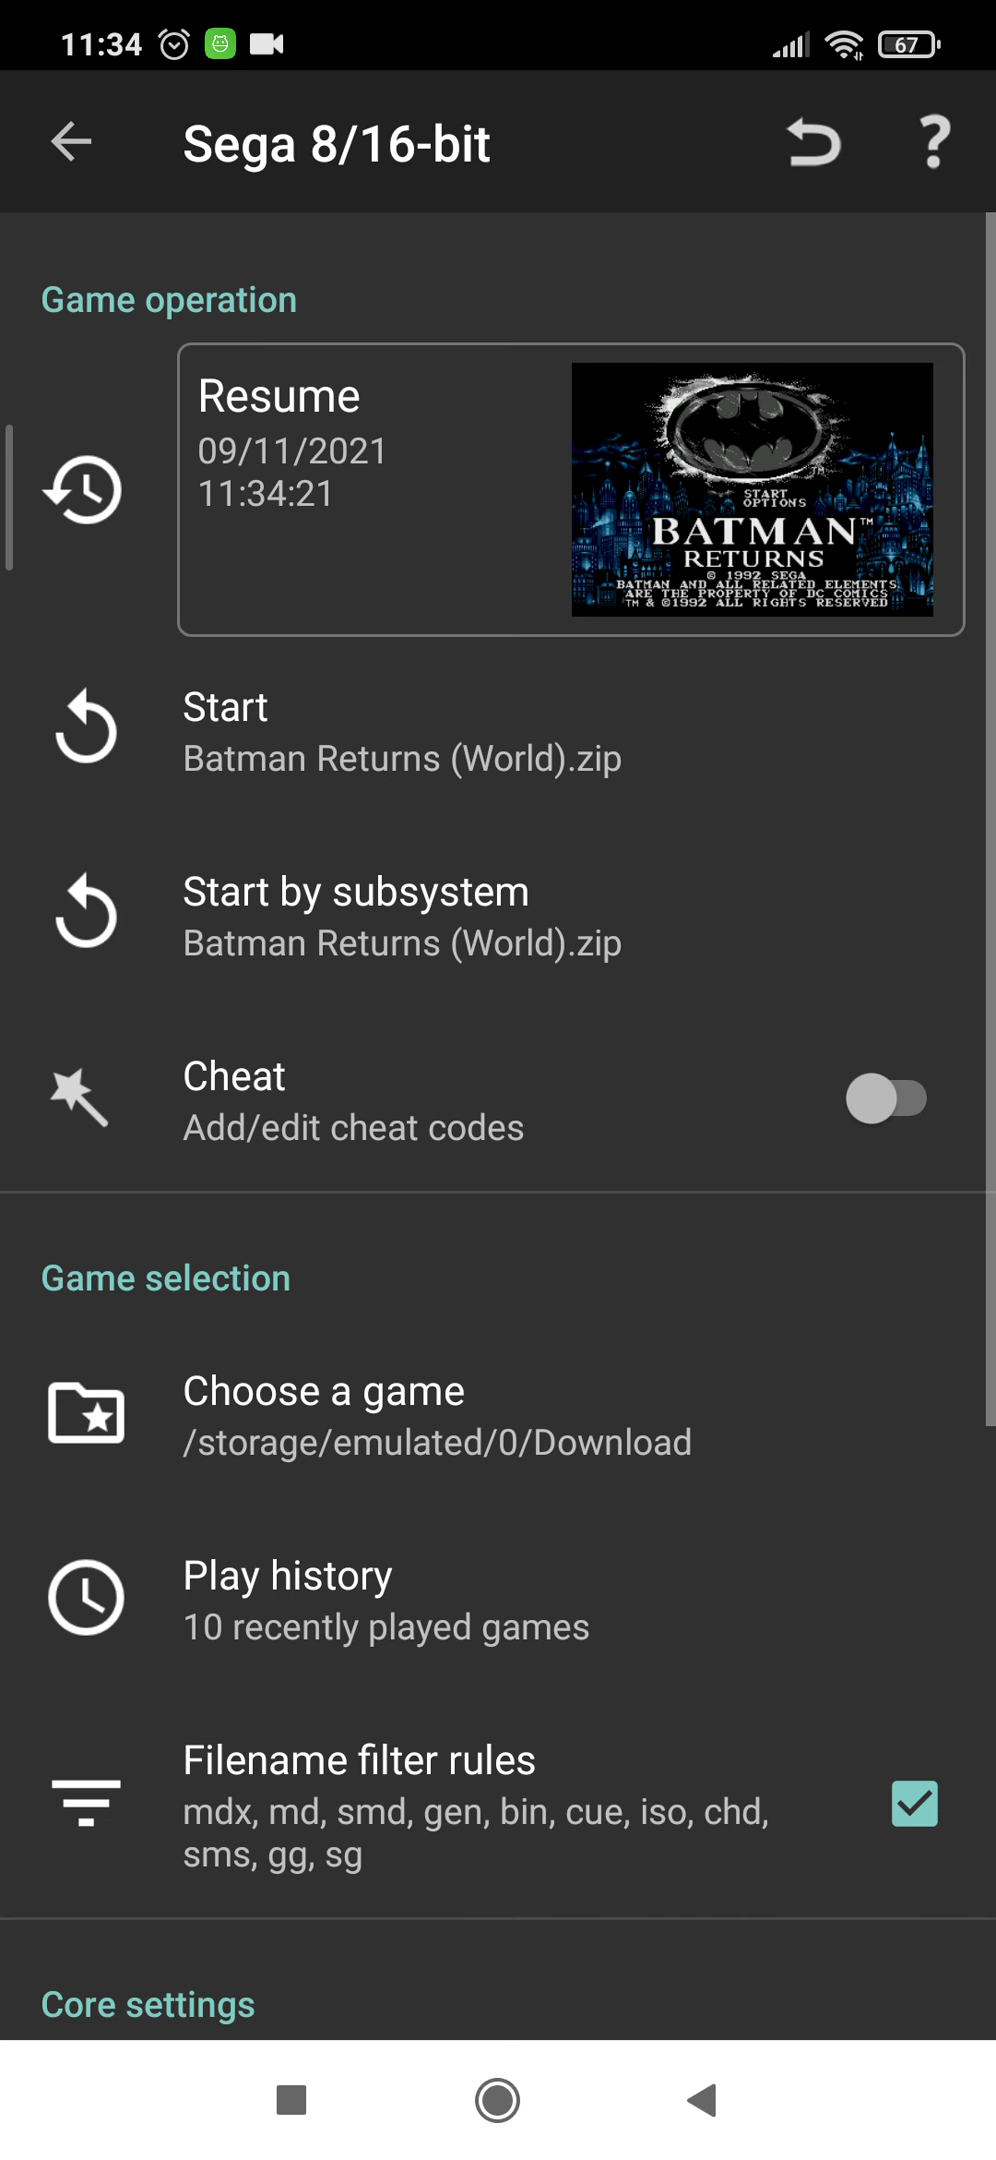 11:34
67
Sega 8/16-bit
?
Game operation
Resume
09/11/2021
11:34:21
TM
START
OPTIONS
BATMAN™
RETURNS
© 1992 SEGA
BATMAN AND ALL RELATED ELEMENTS
ARE THE PROPERTY OF DC COMICS
TM & ©1992 ALL RIGHTS RESERVED
Start
Batman Returns (World).zip
Start by subsystem
Batman Returns (World).zip
Cheat
Add/edit cheat codes
Game selection
Choose a game
/storage/emulated/0/Download
Play history
10 recently played games
Filename filter rules
mdx, md, smd, gen, bin, cue, iso, chd,
sms, gg, sg
Core settings